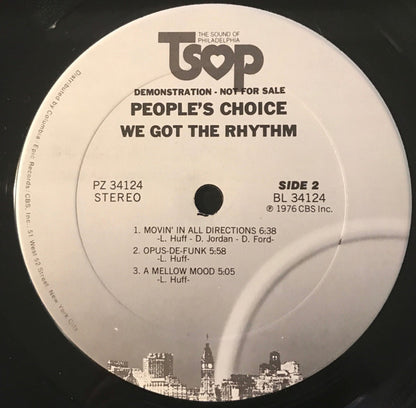 THE SOUND OF
PHILADELPHIA
TSOP
DEMONSTRATION - NOT FOR SALE
PEOPLE'S CHOICE
WE GOT THE RHYTHM
PZ 34124
STEREO
SIDE 2
BL 34124
℗ 1976 CBS Inc.
1. MOVIN' IN ALL DIRECTIONS 6:38
-L. Huff - D. Jordan - D. Ford-
2. OPUS-DE-FUNK 5:58
-L. Huff-
3. A MELLOW MOOD 5:05
-L. Huff-
Distributed by Columbia/Epic Records/CBS, Inc., 51 West 52 Street, New York City